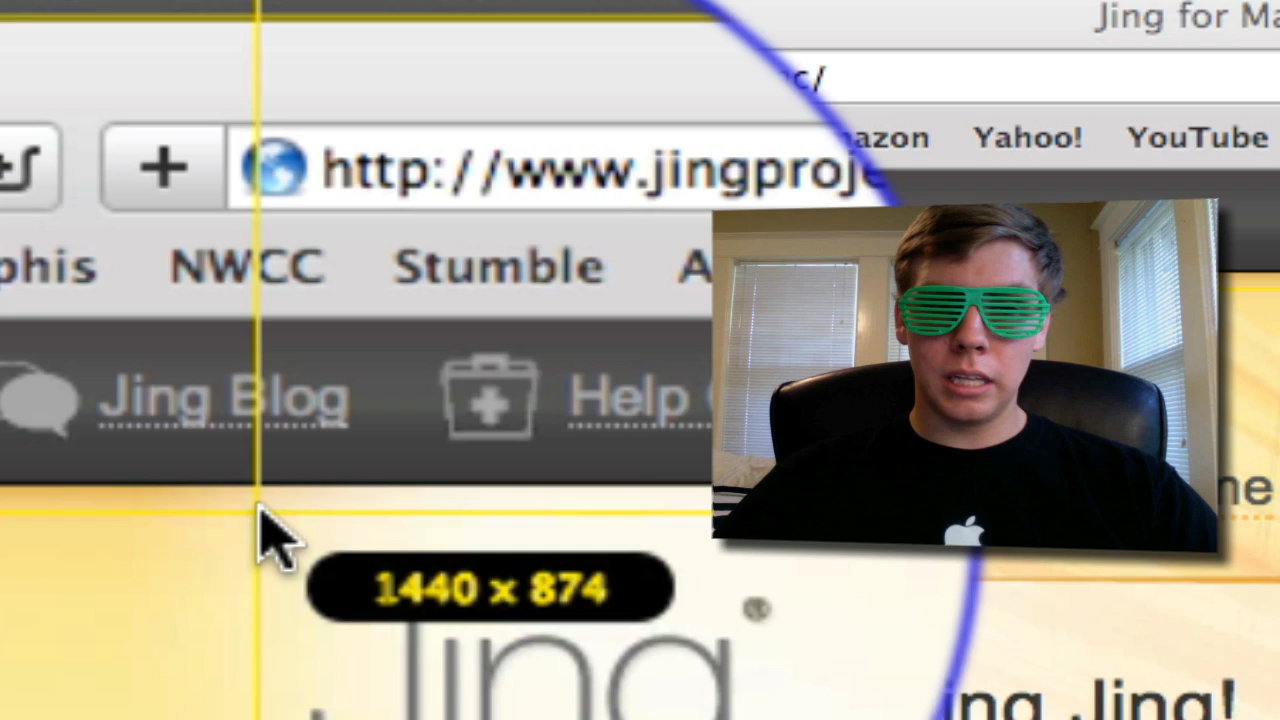 Jing for Ma
c/
http://www.jingproje
azon Yahoo! YouTube
phis NWCC Stumble A
Jing Blog Help
me
1440 x 874
Jing®
ng Jing!